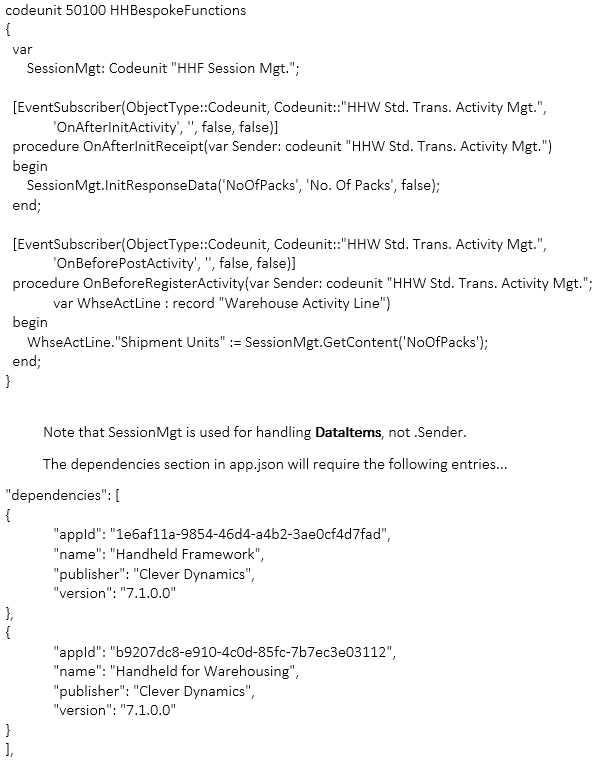 codeunit 50100 HHBespokeFunctions
{
var
SessionMgt: Codeunit "HHF Session Mgt.";
[EventSubscriber(ObjectType::Codeunit, Codeunit::"HHW Std. Trans. Activity Mgt.",
'OnAfterInitActivity', '', false, false)]
procedure OnAfterInitReceipt(var Sender: codeunit "HHW Std. Trans. Activity Mgt.")
begin
SessionMgt.InitResponseData('NoOfPacks', 'No. Of Packs', false);
end;
[EventSubscriber(ObjectType::Codeunit, Codeunit::"HHW Std. Trans. Activity Mgt.",
'OnBeforePostActivity', '', false, false)]
procedure OnBeforeRegisterActivity(var Sender: codeunit "HHW Std. Trans. Activity Mgt.";
var WhseActLine : record "Warehouse Activity Line")
begin
WhseActLine."Shipment Units" := SessionMgt.GetContent('NoOfPacks');
end;
}
Note that SessionMgt is used for handling DataItems, not .Sender.
The dependencies section in app.json will require the following entries...
"dependencies": [
{
"appId": "1e6af11a-9854-46d4-a4b2-3ae0cf4d7fad",
"name": "Handheld Framework",
"publisher": "Clever Dynamics",
"version": "7.1.0.0"
},
{
"appId": "b9207dc8-e910-4c0d-85fc-7b7ec3e03112",
"name": "Handheld for Warehousing",
"publisher": "Clever Dynamics",
"version": "7.1.0.0"
}
],